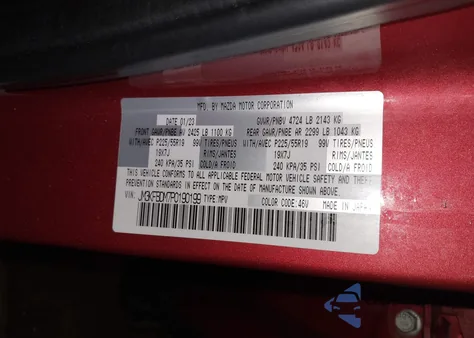 MFG. BY MAZDA MOTOR CORPORATION
DATE 01/23 GVWR/PNBV 4724 LB 2143 KG
FRONT GAWR/PNBE AV 2425 LB 1100 KG REAR GAWR/PNBE AR 2299 LB 1043 KG
WITH/AVEC P225/55R19 99V TIRES/PNEUS WITH/AVEC P225/55R19 99V TIRES/PNEUS
19X7J RIMS/JANTES 19X7J RIMS/JANTES
240 KPA/35 PSI COLD/A FROID 240 KPA/35 PSI COLD/A FROID
THIS VEHICLE CONFORMS TO ALL APPLICABLE FEDERAL MOTOR VEHICLE SAFETY AND THEFT
PREVENTION STANDARDS IN EFFECT ON THE DATE OF MANUFACTURE SHOWN ABOVE.
VIN: JM3KFBDM7P0190199 TYPE:MPV COLOR CODE:46V MADE IN JAPAN